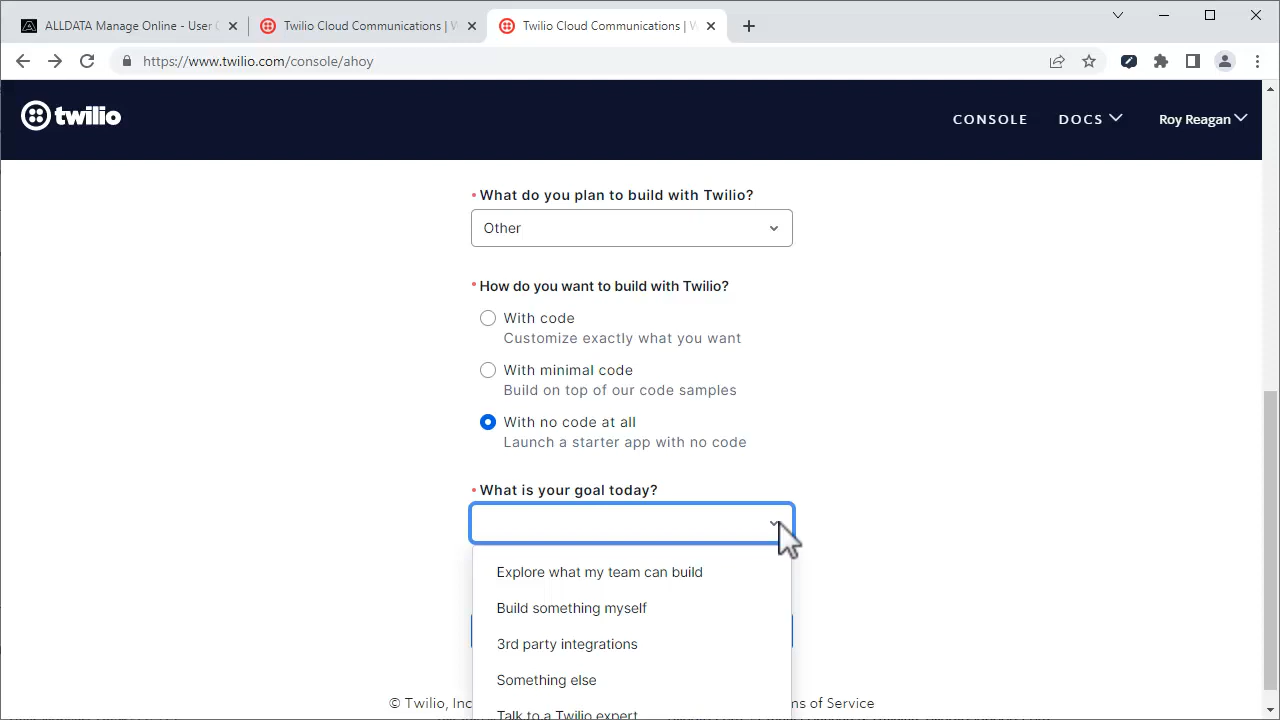 ALLDATA Manage Online - User
Twilio Cloud Communications |
Twilio Cloud Communications |
https://www.twilio.com/console/ahoy
twilio
CONSOLE
DOCS
Roy Reagan
• What do you plan to build with Twilio?
Other
• How do you want to build with Twilio?
With code
Customize exactly what you want
With minimal code
Build on top of our code samples
With no code at all
Launch a starter app with no code
• What is your goal today?
Explore what my team can build
Build something myself
3rd party integrations
Something else
© Twilio, Inc
of Service
Talk to a Twilio expert